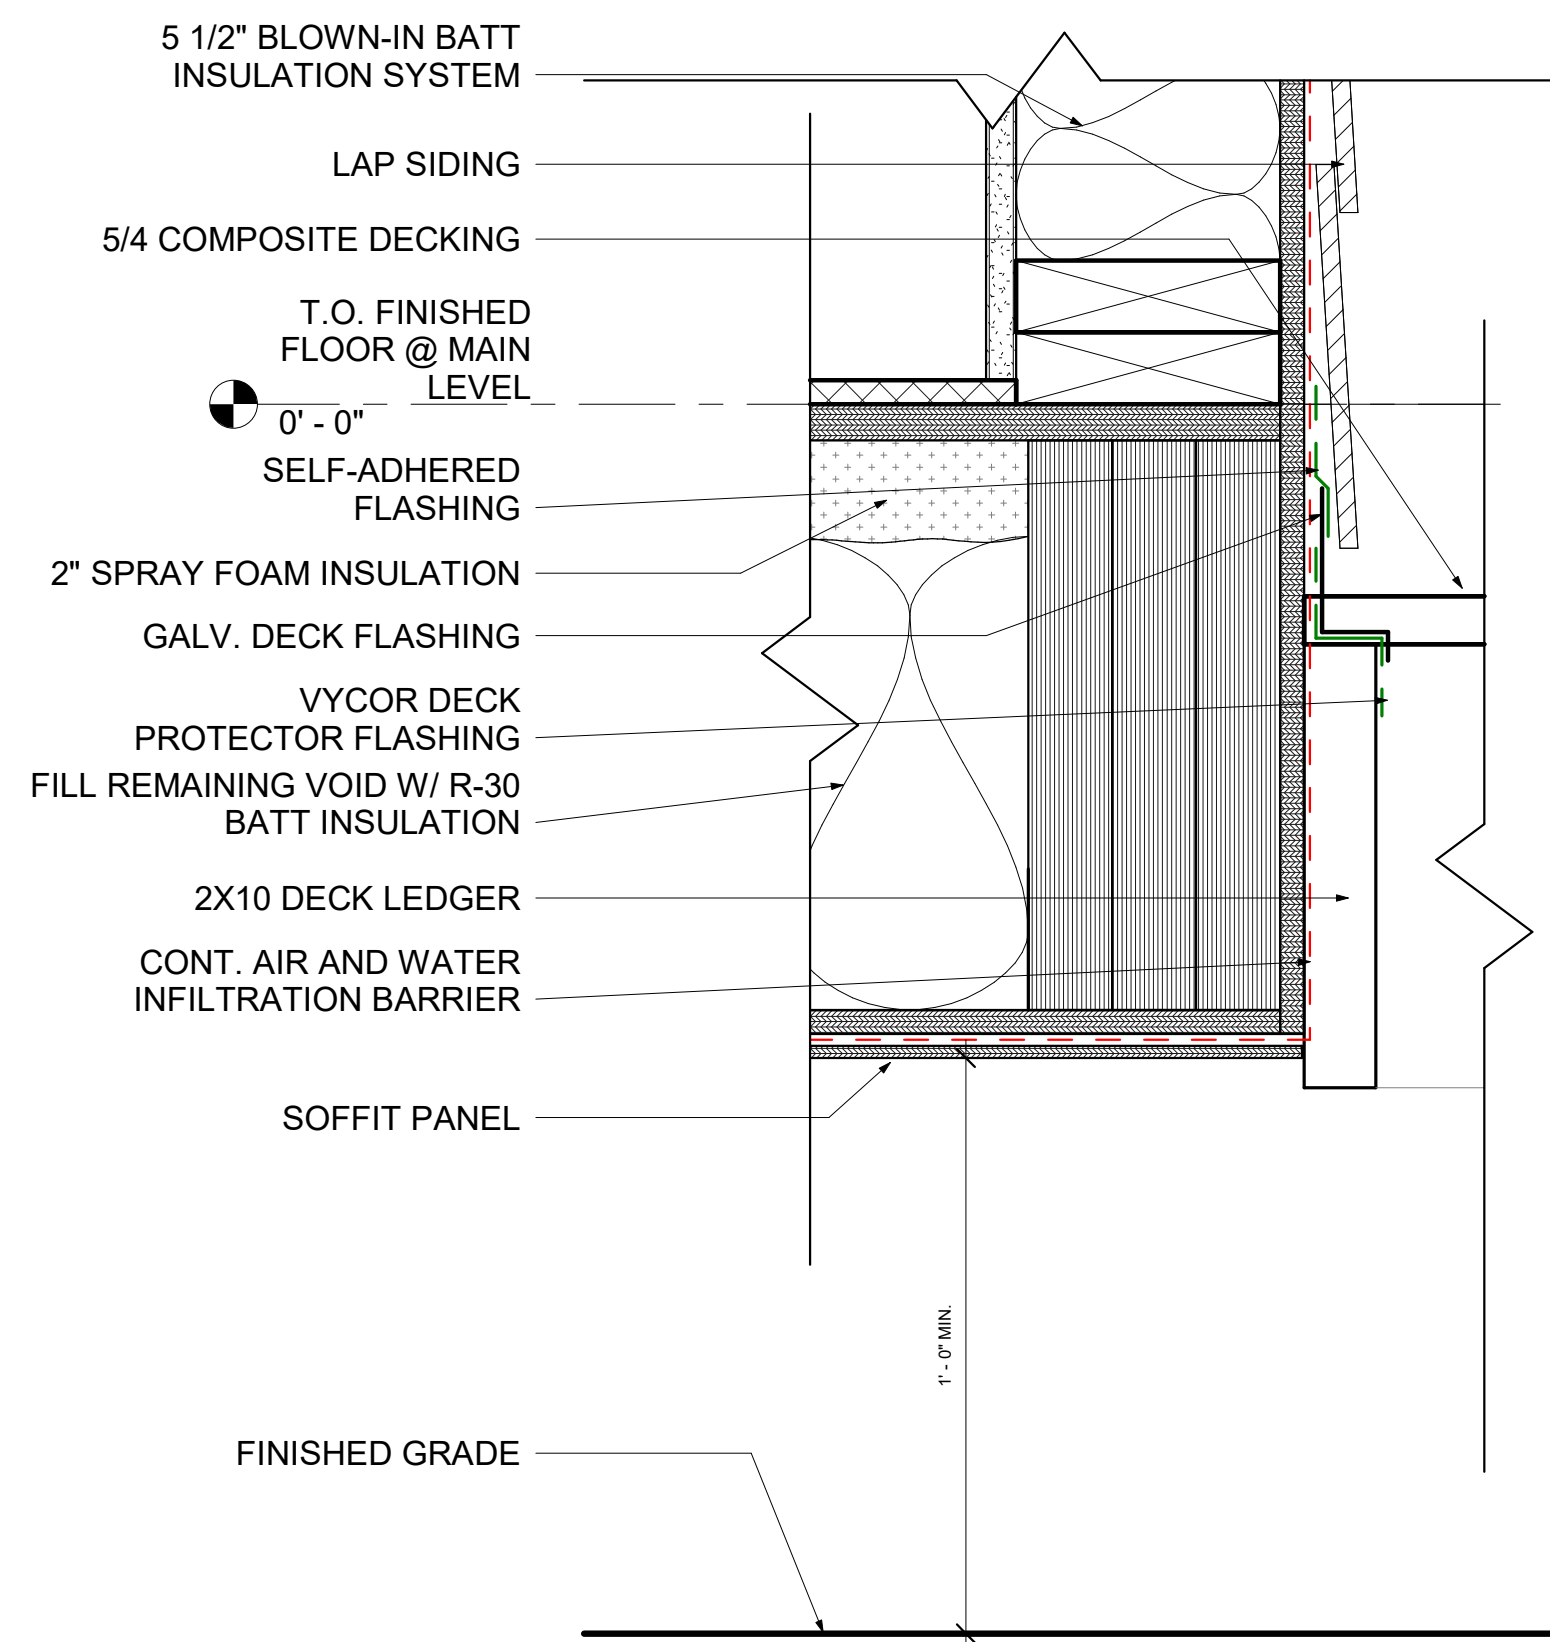 5 1/2" BLOWN-IN BATT
INSULATION SYSTEM
LAP SIDING
5/4 COMPOSITE DECKING
T.O. FINISHED
FLOOR @ MAIN
LEVEL
0' - 0"
SELF-ADHERED
FLASHING
2" SPRAY FOAM INSULATION
GALV. DECK FLASHING
VYCOR DECK
PROTECTOR FLASHING
FILL REMAINING VOID W/ R-30
BATT INSULATION
2X10 DECK LEDGER
CONT. AIR AND WATER
INFILTRATION BARRIER
SOFFIT PANEL
1' - 0" MIN.
FINISHED GRADE